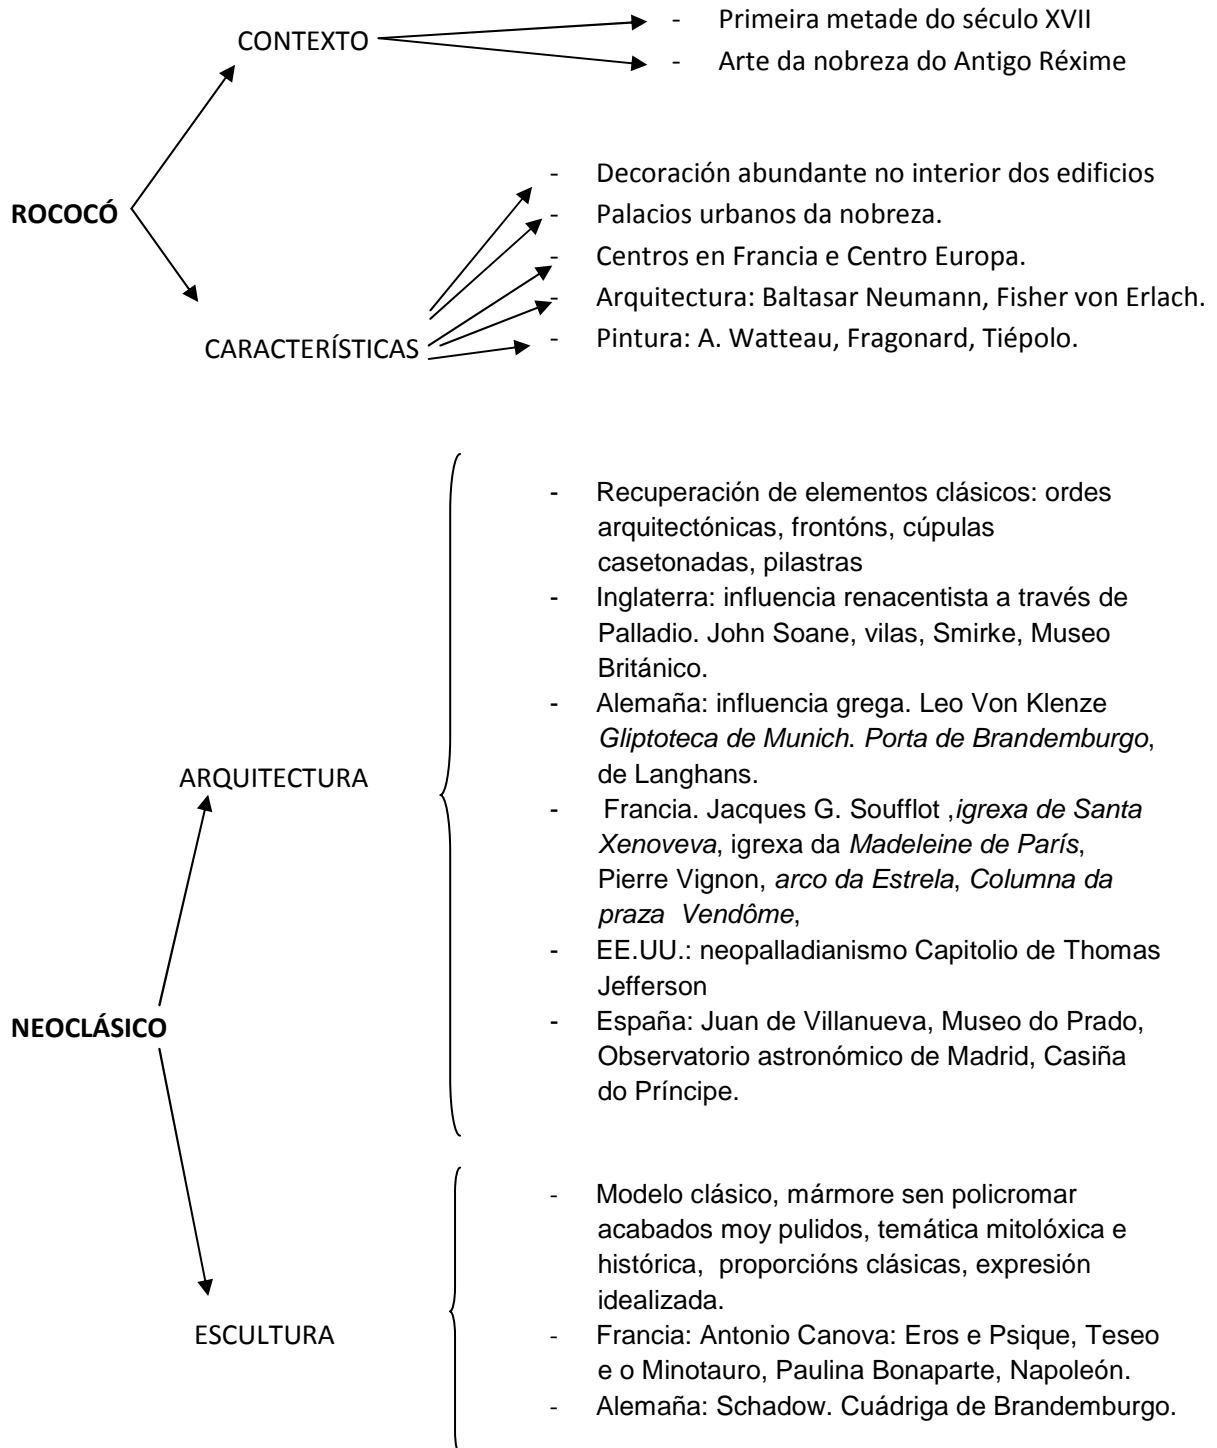 CONTEXTO
- Primeira metade do século XVII
- Arte da nobreza do Antigo Réxime
ROCOCÓ
CARACTERÍSTICAS
- Decoración abundante no interior dos edificios
- Palacios urbanos da nobreza.
- Centros en Francia e Centro Europa.
- Arquitectura: Baltasar Neumann, Fisher von Erlach.
- Pintura: A. Watteau, Fragonard, Tiépolo.
NEOCLÁSICO
ARQUITECTURA
- Recuperación de elementos clásicos: ordes
arquitectónicas, frontóns, cúpulas
casetonadas, pilastras
- Inglaterra: influencia renacentista a través de
Palladio. John Soane, vilas, Smirke, Museo
Británico.
- Alemaña: influencia grega. Leo Von Klenze
Gliptoteca de Munich. Porta de Brandemburgo,
de Langhans.
- Francia. Jacques G. Soufflot ,igrexa de Santa
Xenoveva, igrexa da Madeleine de París,
Pierre Vignon, arco da Estrela, Columna da
praza Vendôme,
- EE.UU.: neopalladianismo Capitolio de Thomas
Jefferson
- España: Juan de Villanueva, Museo do Prado,
Observatorio astronómico de Madrid, Casiña
do Príncipe.
ESCULTURA
- Modelo clásico, mármore sen policromar
acabados moy pulidos, temática mitolóxica e
histórica, proporcións clásicas, expresión
idealizada.
- Francia: Antonio Canova: Eros e Psique, Teseo
e o Minotauro, Paulina Bonaparte, Napoleón.
- Alemaña: Schadow. Cuádriga de Brandemburgo.